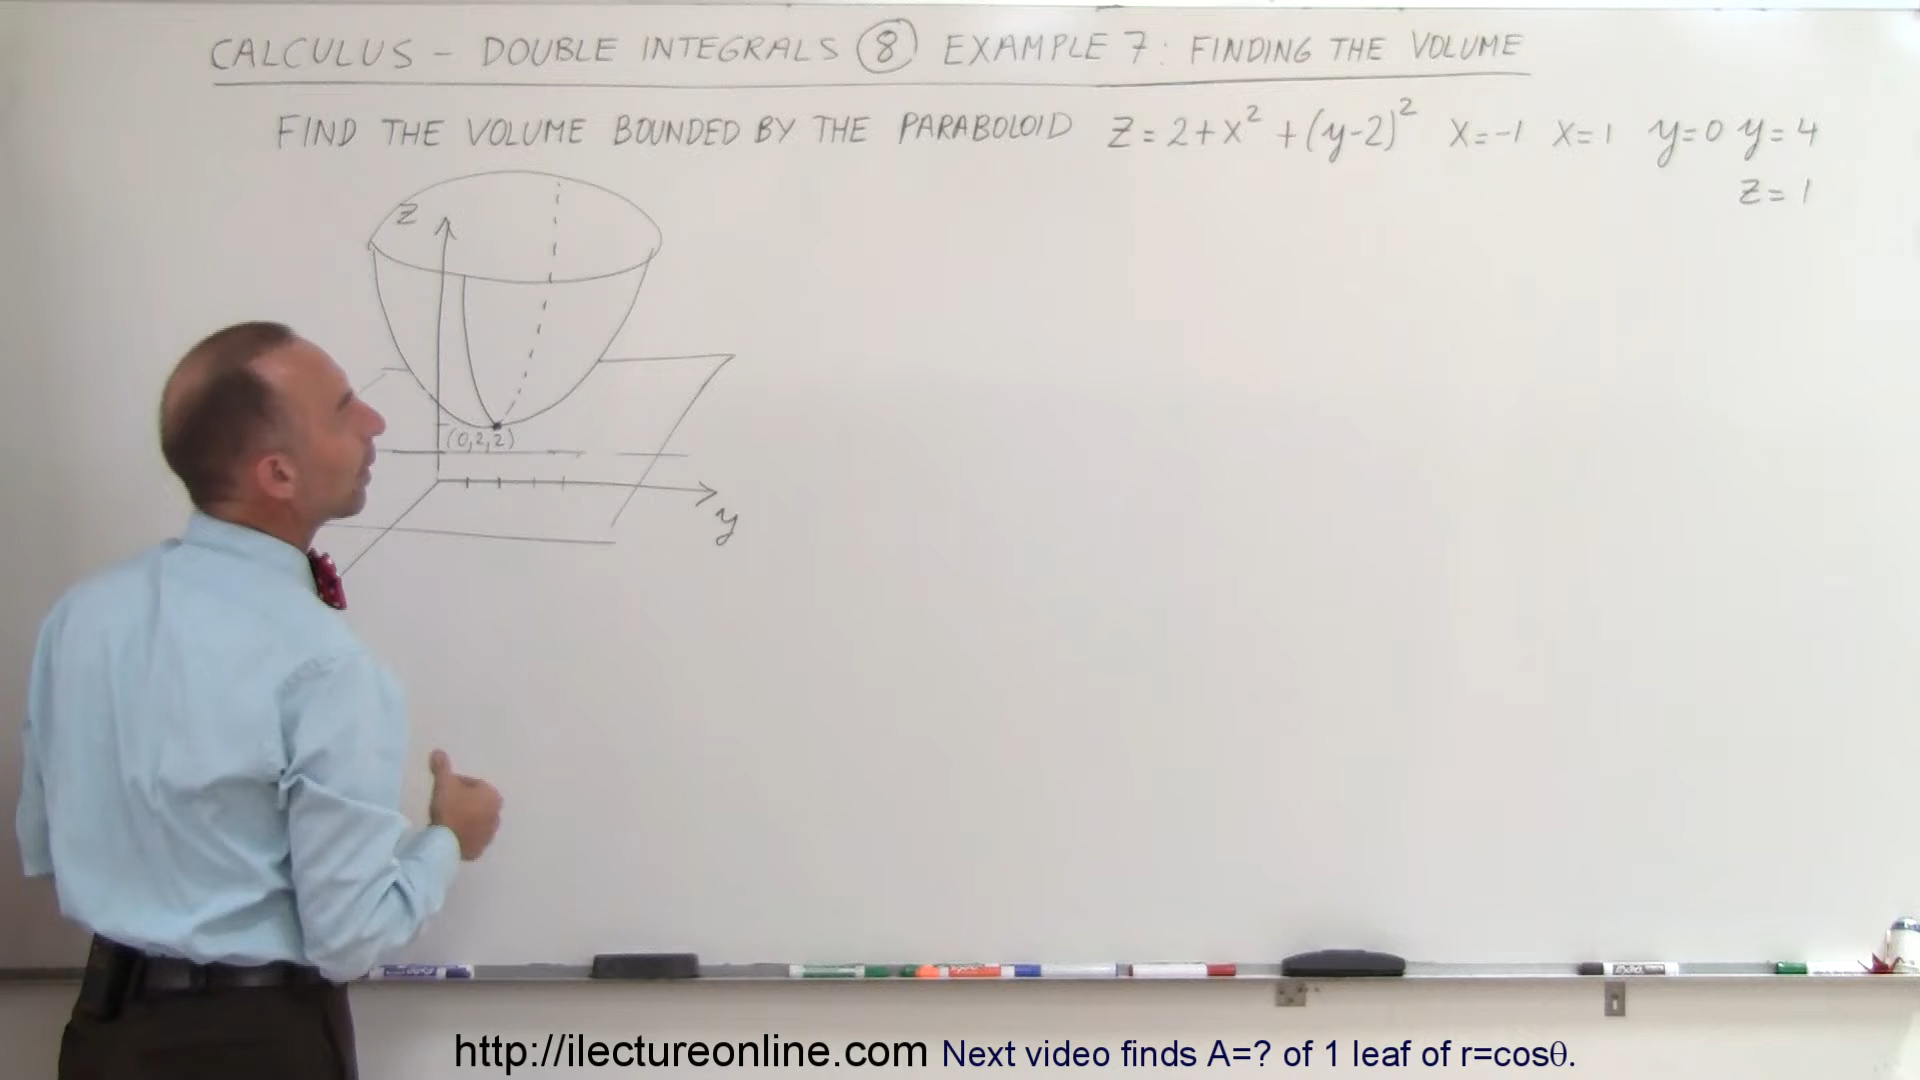 CALCULUS - DOUBLE INTEGRALS 8 EXAMPLE 7: FINDING THE VOLUME
FIND THE VOLUME BOUNDED BY THE PARABOLOID z=2+x²+(y-2)² x=-1 x=1 y=0 y=4
z=1
z
(0,2,2)
y
EXPO
http://ilectureonline.com Next video finds A=? of 1 leaf of r=cosθ.